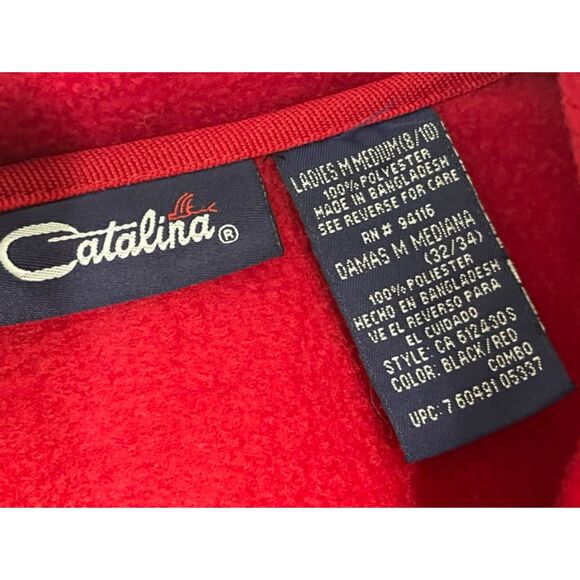 Catalina®
LADIES M MEDIUM(8/10)
100% POLYESTER
MADE IN BANGLADESH
SEE REVERSE FOR CARE
RN# 94116
DAMAS M MEDIANA
(32/34)
100% POLIESTER
HECHO EN BANGLADESH
VE EL REVERSO PARA
EL CUIDADO
STYLE: CA 612430S
COLOR: BLACK/RED
COMBO
UPC: 7 60491 05337